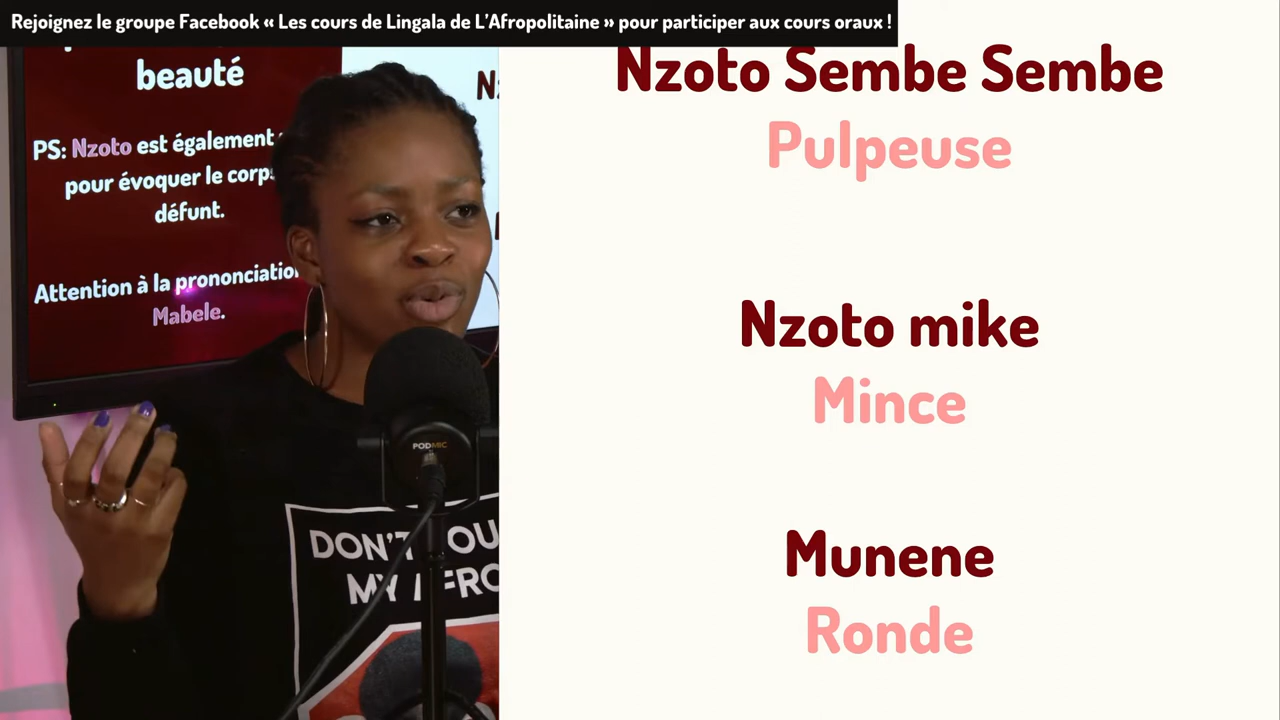 Rejoignez le groupe Facebook « Les cours de Lingala de L'Afropolitaine » pour participer aux cours oraux !
beauté
PS: Nzoto est également
pour évoquer le corps
défunt.
Attention à la prononciation
Mabele.
Nzoto Sembe Sembe
Pulpeuse
Nzoto mike
Mince
Munene
Ronde
PODMIC
DON'T
MY